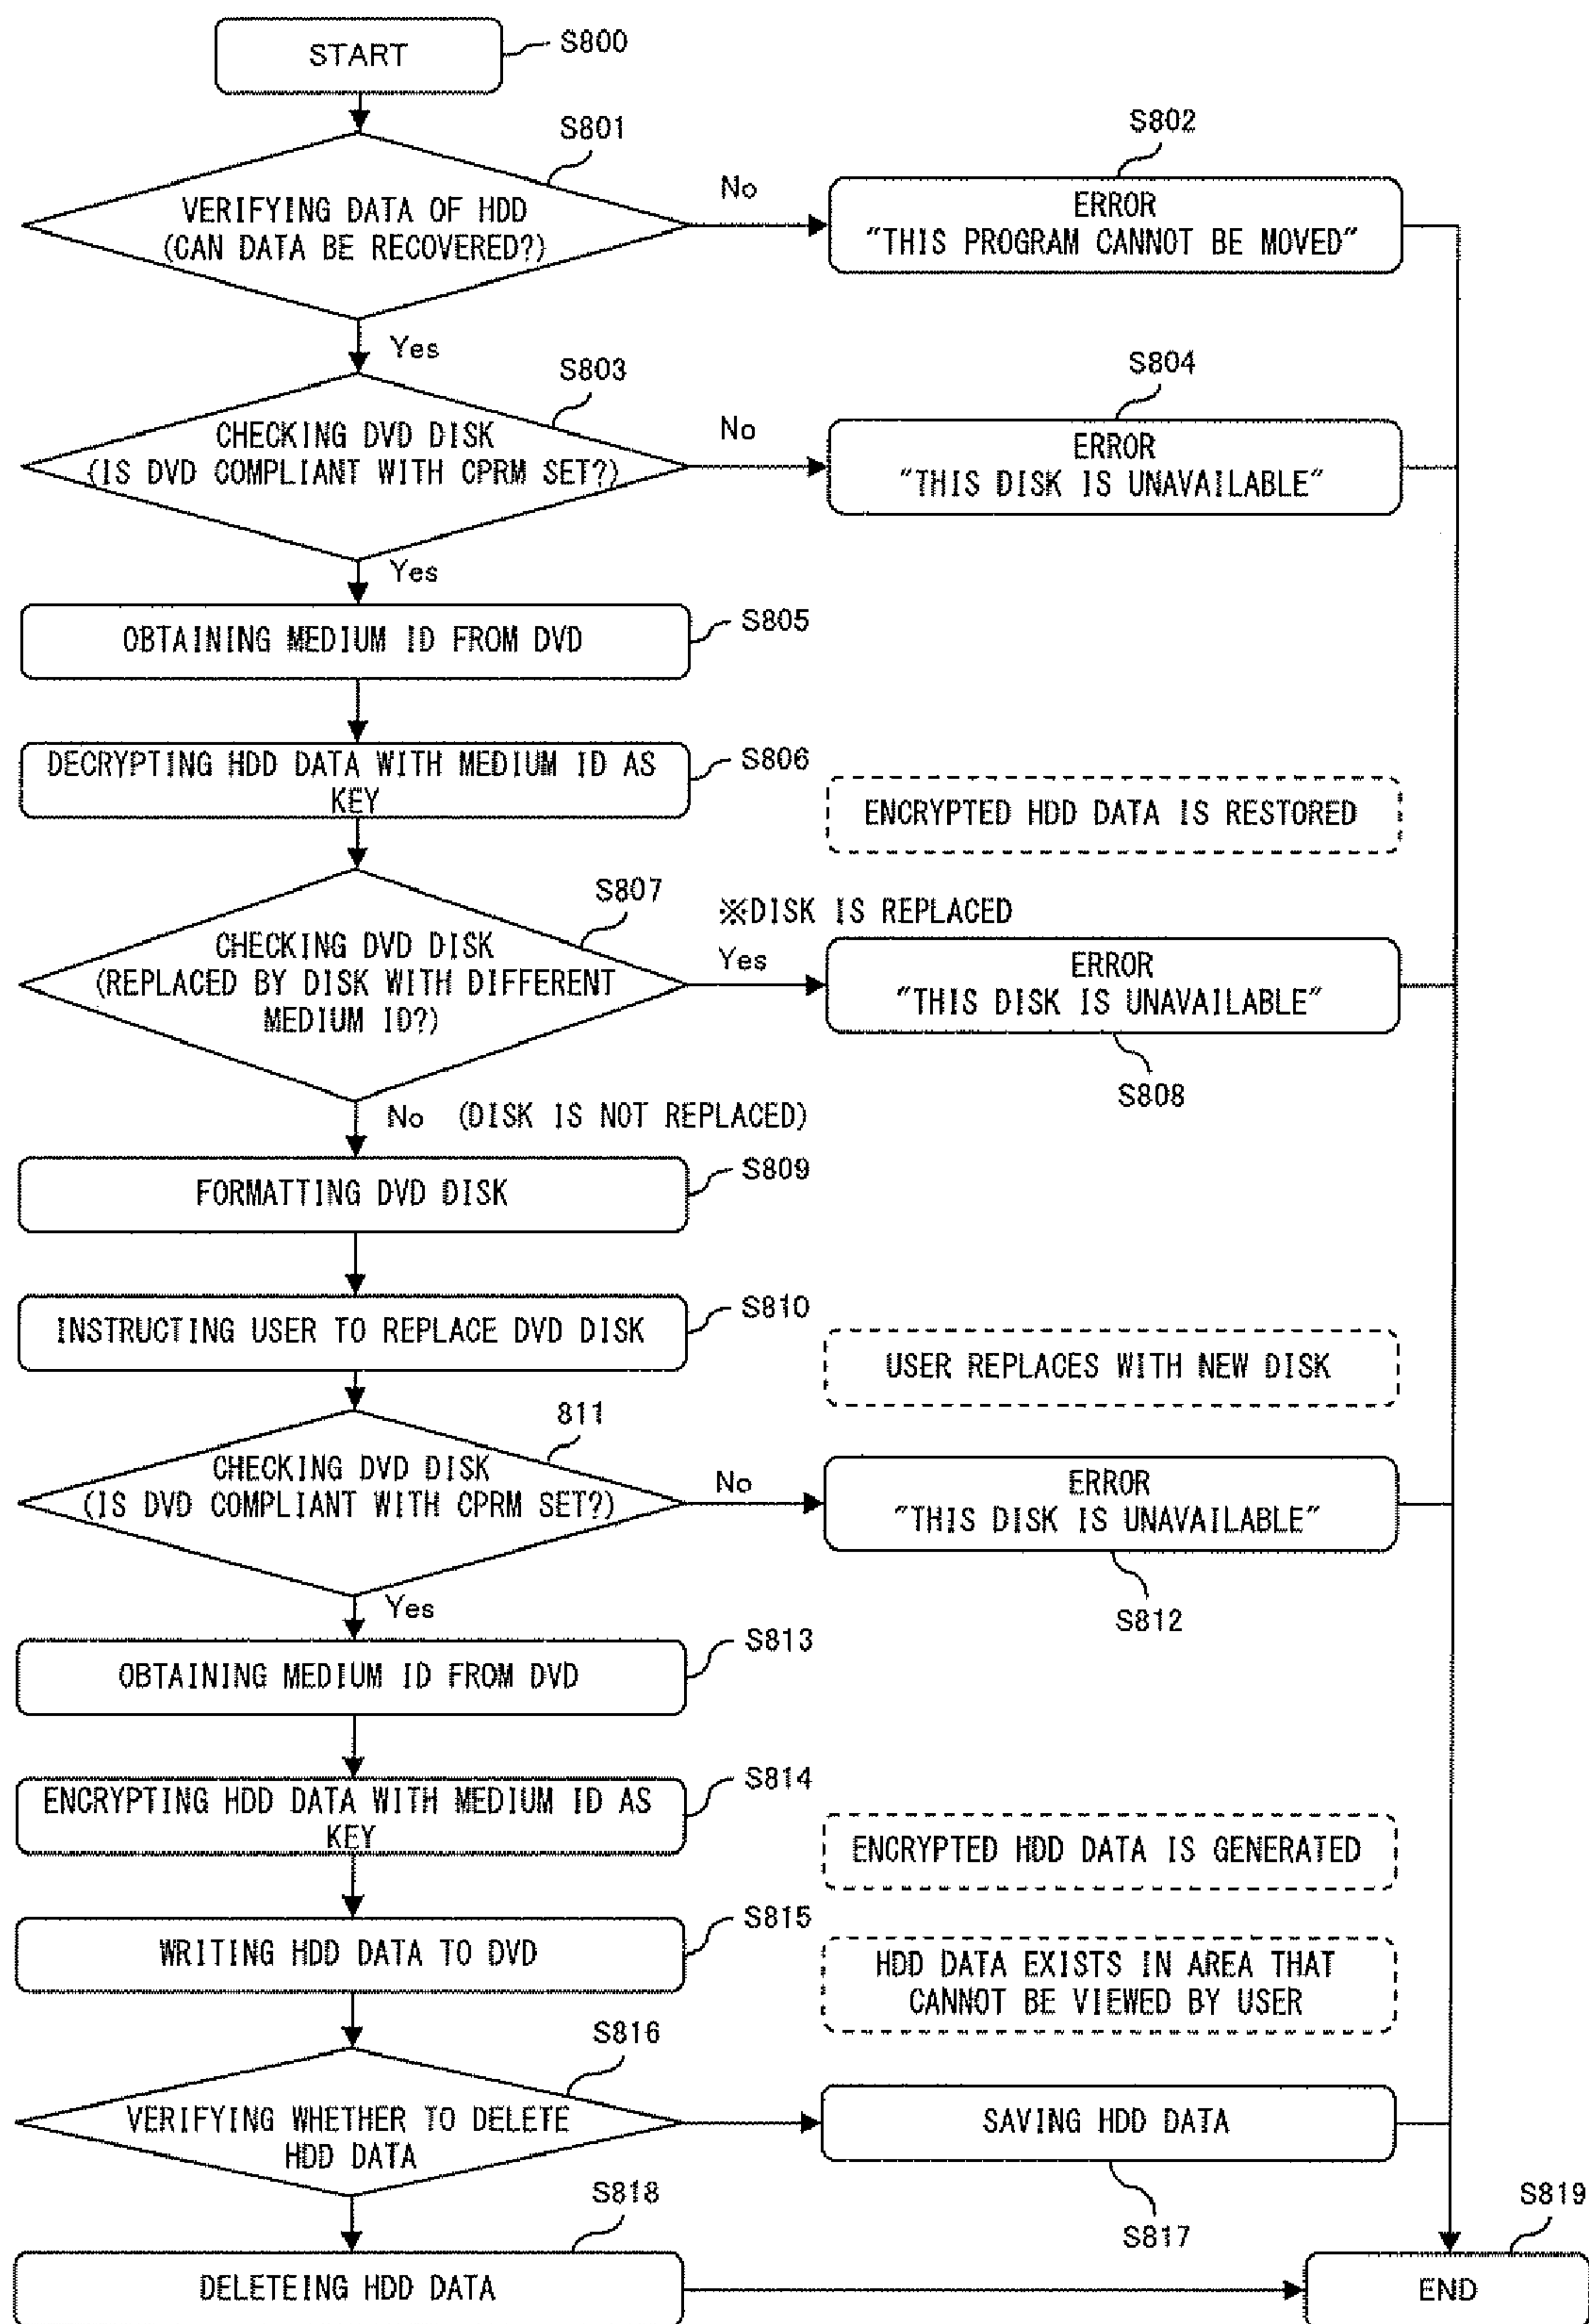 START
S800
S801
VERIFYING DATA OF HDD
(CAN DATA BE RECOVERED?)
No
S802
ERROR
"THIS PROGRAM CANNOT BE MOVED"
Yes
S803
CHECKING DVD DISK
(IS DVD COMPLIANT WITH CPRM SET?)
No
S804
ERROR
"THIS DISK IS UNAVAILABLE"
Yes
OBTAINING MEDIUM ID FROM DVD
S805
DECRYPTING HDD DATA WITH MEDIUM ID AS
KEY
S806
ENCRYPTED HDD DATA IS RESTORED
S807
CHECKING DVD DISK
(REPLACED BY DISK WITH DIFFERENT
MEDIUM ID?)
※DISK IS REPLACED
Yes
ERROR
"THIS DISK IS UNAVAILABLE"
S808
No (DISK IS NOT REPLACED)
FORMATTING DVD DISK
S809
INSTRUCTING USER TO REPLACE DVD DISK
S810
USER REPLACES WITH NEW DISK
811
CHECKING DVD DISK
(IS DVD COMPLIANT WITH CPRM SET?)
No
ERROR
"THIS DISK IS UNAVAILABLE"
S812
Yes
OBTAINING MEDIUM ID FROM DVD
S813
ENCRYPTING HDD DATA WITH MEDIUM ID AS
KEY
S814
ENCRYPTED HDD DATA IS GENERATED
WRITING HDD DATA TO DVD
S815
HDD DATA EXISTS IN AREA THAT
CANNOT BE VIEWED BY USER
S816
VERIFYING WHETHER TO DELETE
HDD DATA
SAVING HDD DATA
S817
S818
DELETEING HDD DATA
S819
END